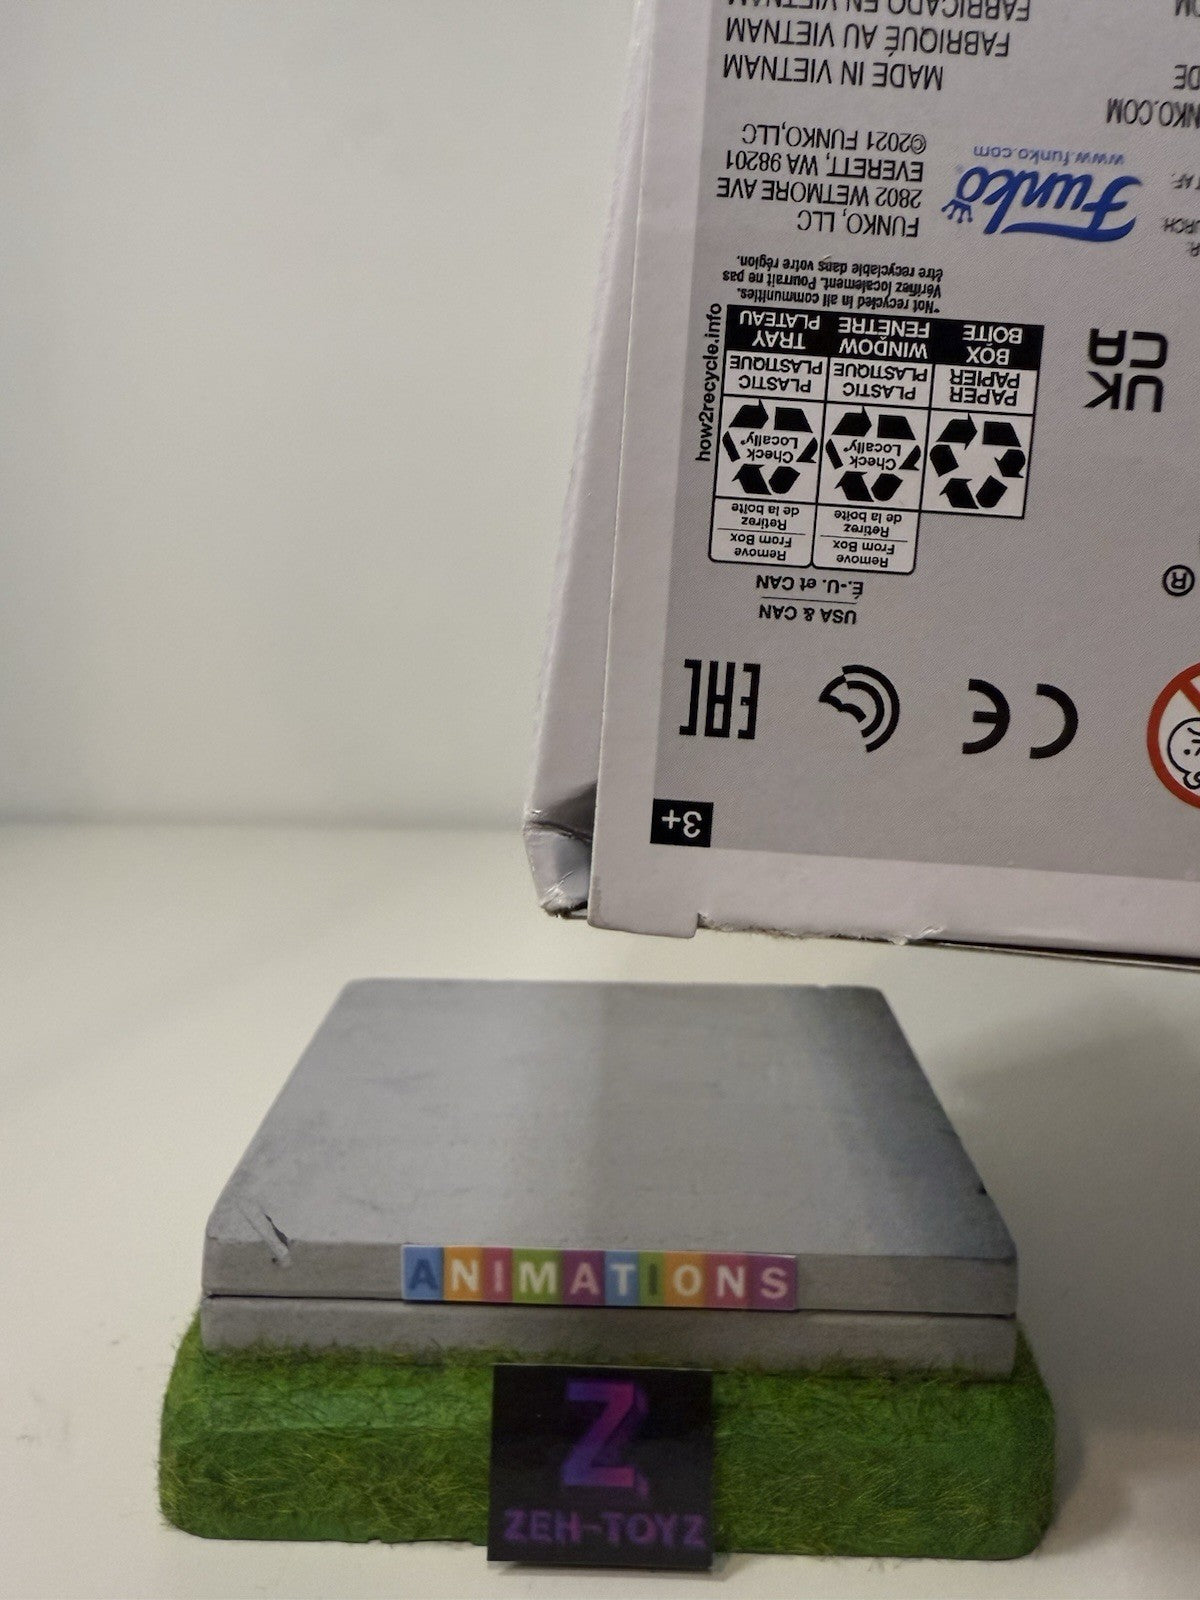 3+
CE
EAC
USA & CAN
É.-U. et CAN
Remove
From Box
Retirez
de la boîte
Remove
From Box
Retirez
de la boîte
Check
Locally*
Check
Locally*
PAPER
PAPIER
BOX
BOÎTE
PLASTIC
PLASTIQUE
WINDOW
FENÊTRE
PLASTIC
PLASTIQUE
TRAY
PLATEAU
how2recycle.info
*Not recycled in all communities.
Vérifiez localement. Pourrait ne pas
être recyclable dans votre région.
UK
CA
®
Funko
www.funko.com
FUNKO, LLC
2802 WETMORE AVE
EVERETT, WA 98201
©2021 FUNKO,LLC
MADE IN VIETNAM
FABRIQUÉ AU VIETNAM
FABRICADO EN VIETNAM
ANIMATIONS
Z
ZEH-TOYZ